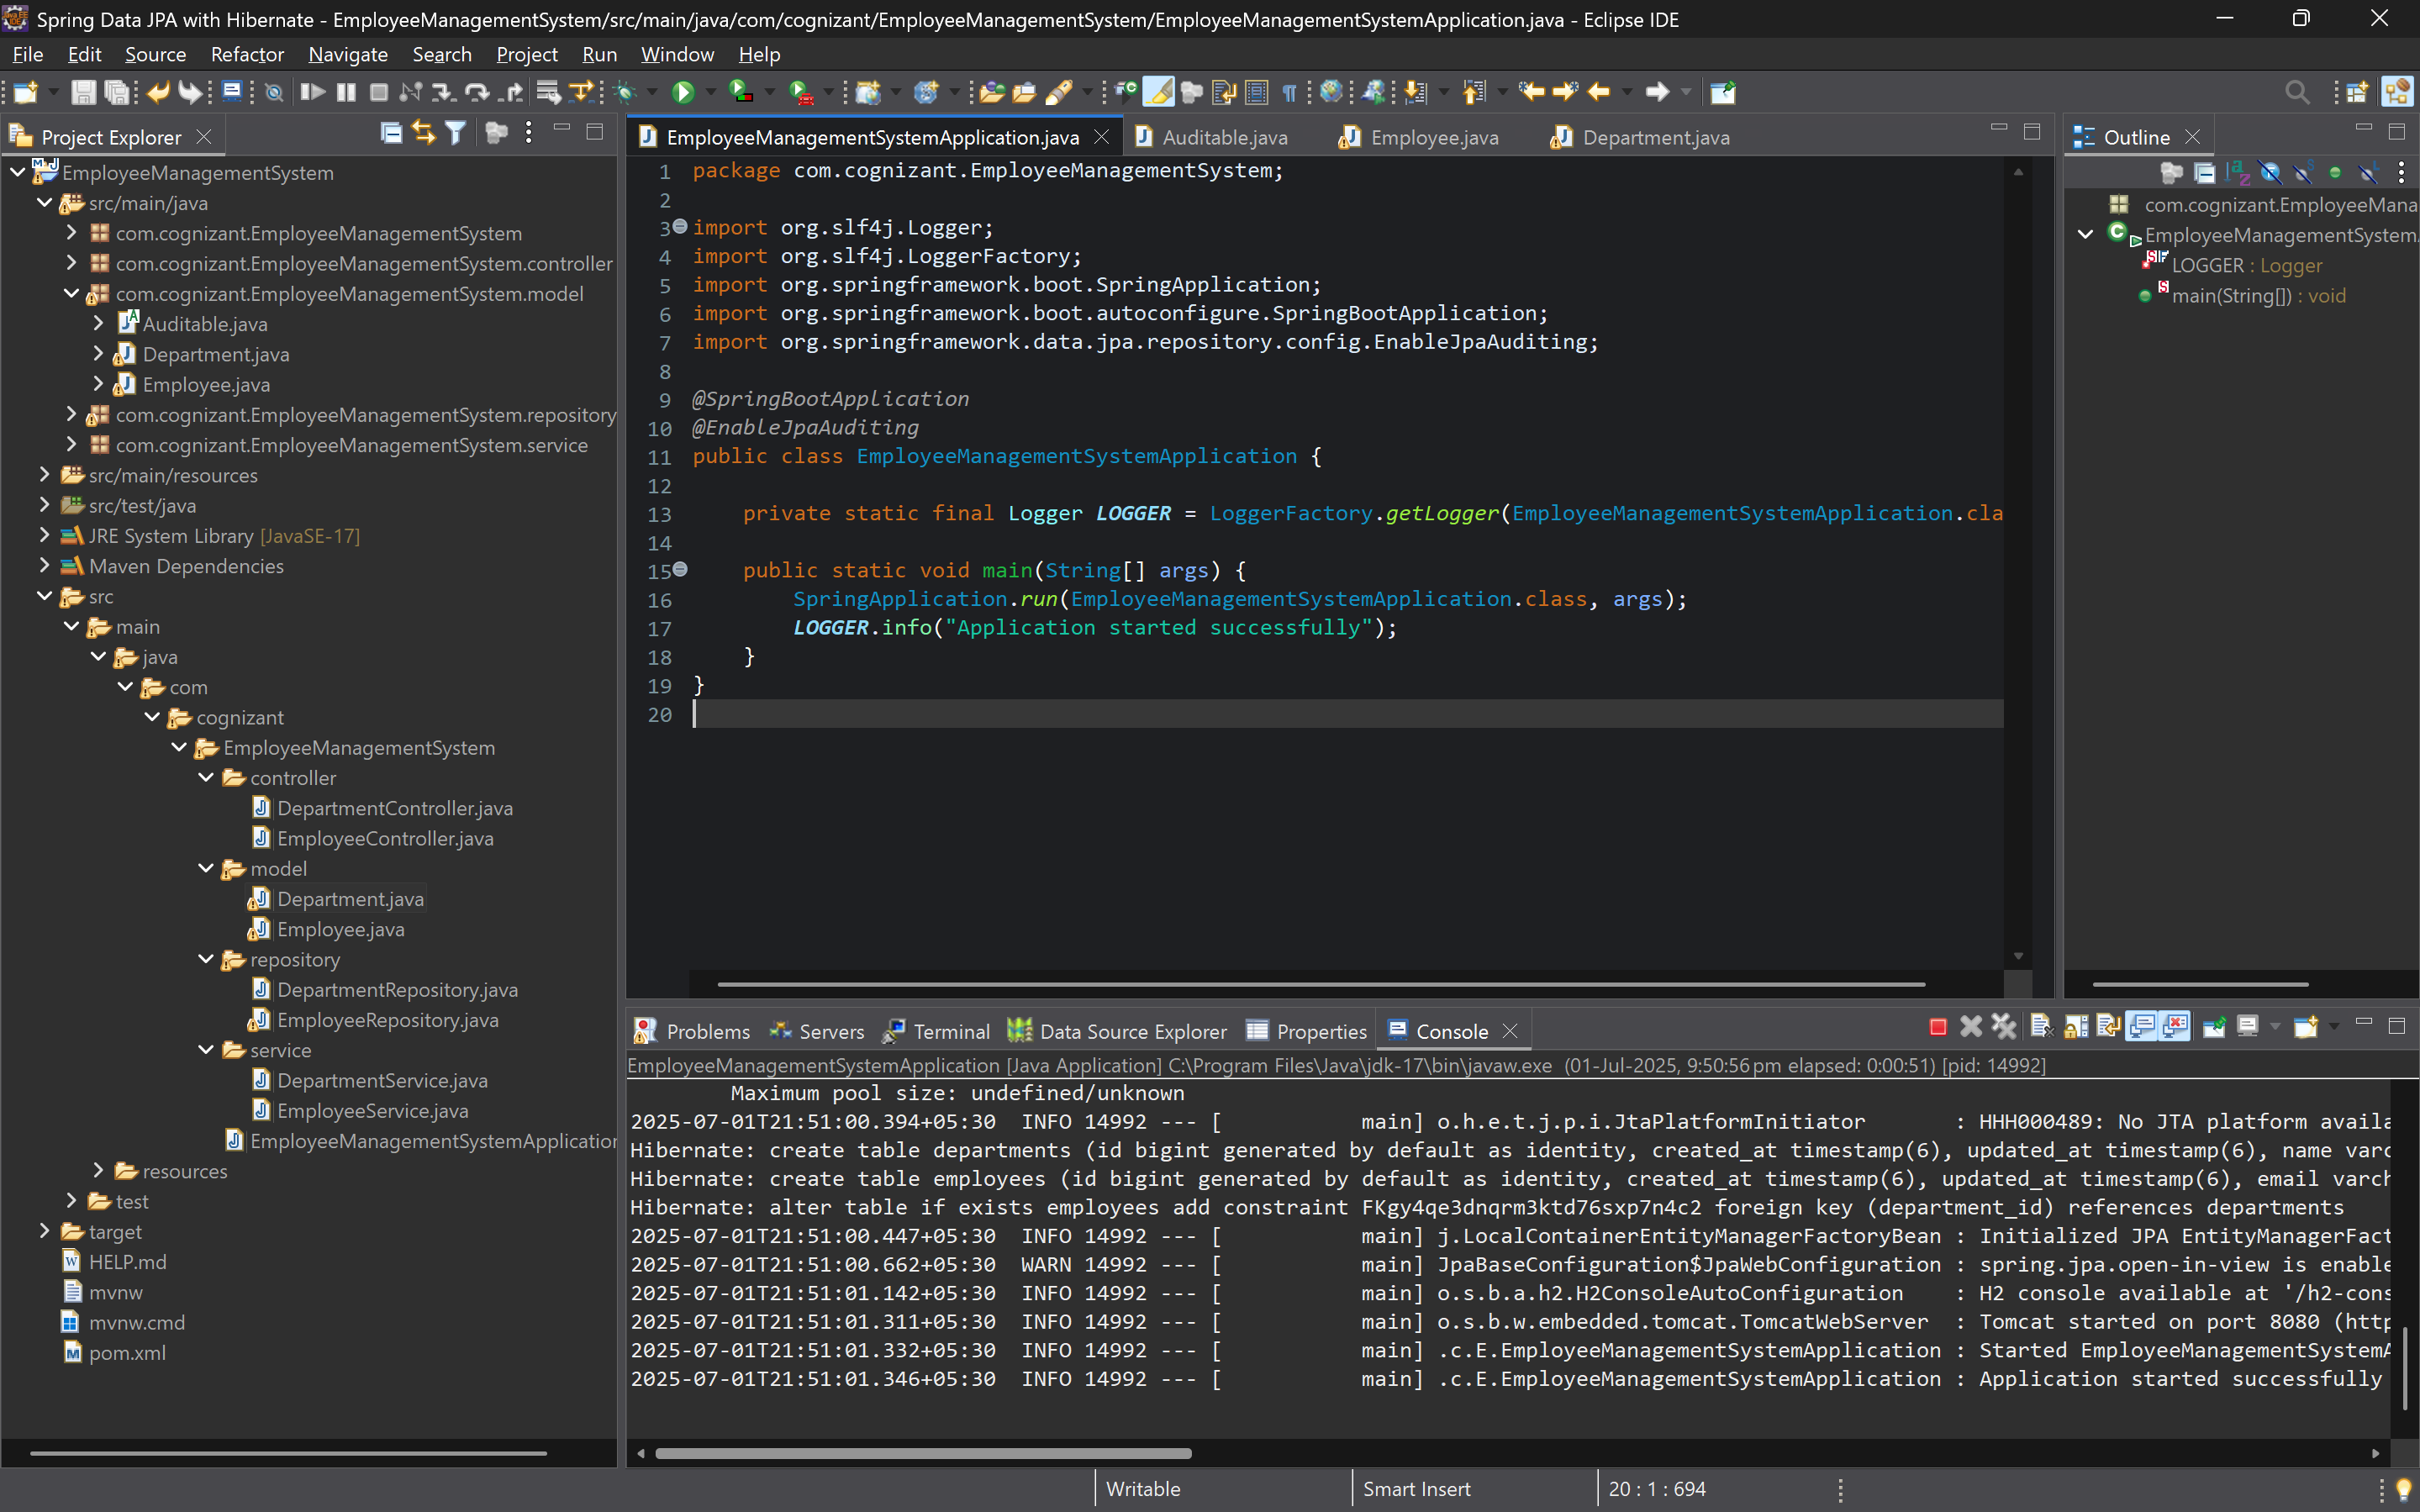 Spring Data JPA with Hibernate - EmployeeManagementSystem/src/main/java/com/cognizant/EmployeeManagementSystem/EmployeeManagementSystemApplication.java - Eclipse IDE
File Edit Source Refactor Navigate Search Project Run Window Help
Project Explorer
EmployeeManagementSystem
src/main/java
com.cognizant.EmployeeManagementSystem
com.cognizant.EmployeeManagementSystem.controller
com.cognizant.EmployeeManagementSystem.model
Auditable.java
Department.java
Employee.java
com.cognizant.EmployeeManagementSystem.repository
com.cognizant.EmployeeManagementSystem.service
src/main/resources
src/test/java
JRE System Library [JavaSE-17]
Maven Dependencies
src
main
java
com
cognizant
EmployeeManagementSystem
controller
DepartmentController.java
EmployeeController.java
model
Department.java
Employee.java
repository
DepartmentRepository.java
EmployeeRepository.java
service
DepartmentService.java
EmployeeService.java
EmployeeManagementSystemApplication
resources
test
target
HELP.md
mvnw
mvnw.cmd
pom.xml
EmployeeManagementSystemApplication.java Auditable.java Employee.java Department.java
1 package com.cognizant.EmployeeManagementSystem;
2
3 import org.slf4j.Logger;
4 import org.slf4j.LoggerFactory;
5 import org.springframework.boot.SpringApplication;
6 import org.springframework.boot.autoconfigure.SpringBootApplication;
7 import org.springframework.data.jpa.repository.config.EnableJpaAuditing;
8
9 @SpringBootApplication
10 @EnableJpaAuditing
11 public class EmployeeManagementSystemApplication {
12
13 private static final Logger LOGGER = LoggerFactory.getLogger(EmployeeManagementSystemApplication.cla
14
15 public static void main(String[] args) {
16 SpringApplication.run(EmployeeManagementSystemApplication.class, args);
17 LOGGER.info("Application started successfully");
18 }
19 }
20
Outline
com.cognizant.EmployeeMana
EmployeeManagementSystem
LOGGER : Logger
main(String[]) : void
Problems Servers Terminal Data Source Explorer Properties Console
EmployeeManagementSystemApplication [Java Application] C:\Program Files\Java\jdk-17\bin\javaw.exe (01-Jul-2025, 9:50:56 pm elapsed: 0:00:51) [pid: 14992]
Maximum pool size: undefined/unknown
2025-07-01T21:51:00.394+05:30 INFO 14992 --- [ main] o.h.e.t.j.p.i.JtaPlatformInitiator : HHH000489: No JTA platform availa
Hibernate: create table departments (id bigint generated by default as identity, created_at timestamp(6), updated_at timestamp(6), name varc
Hibernate: create table employees (id bigint generated by default as identity, created_at timestamp(6), updated_at timestamp(6), email varch
Hibernate: alter table if exists employees add constraint FKgy4qe3dnqrm3ktd76sxp7n4c2 foreign key (department_id) references departments
2025-07-01T21:51:00.447+05:30 INFO 14992 --- [ main] j.LocalContainerEntityManagerFactoryBean : Initialized JPA EntityManagerFact
2025-07-01T21:51:00.662+05:30 WARN 14992 --- [ main] JpaBaseConfiguration$JpaWebConfiguration : spring.jpa.open-in-view is enable
2025-07-01T21:51:01.142+05:30 INFO 14992 --- [ main] o.s.b.a.h2.H2ConsoleAutoConfiguration : H2 console available at '/h2-cons
2025-07-01T21:51:01.311+05:30 INFO 14992 --- [ main] o.s.b.w.embedded.tomcat.TomcatWebServer : Tomcat started on port 8080 (http
2025-07-01T21:51:01.332+05:30 INFO 14992 --- [ main] .c.E.EmployeeManagementSystemApplication : Started EmployeeManagementSystemA
2025-07-01T21:51:01.346+05:30 INFO 14992 --- [ main] .c.E.EmployeeManagementSystemApplication : Application started successfully
Writable Smart Insert 20 : 1 : 694